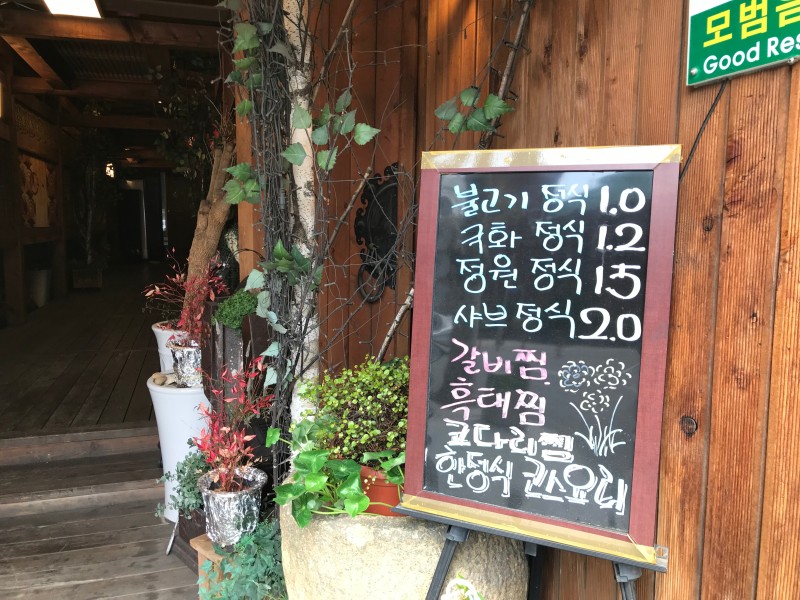 모범음
Good Res
불고기 정식 1.0
국화 정식 1.2
정원 정식 1.5
샤브 정식 2.0
갈비찜
흑태찜
코다리찜
한정식 코스요리